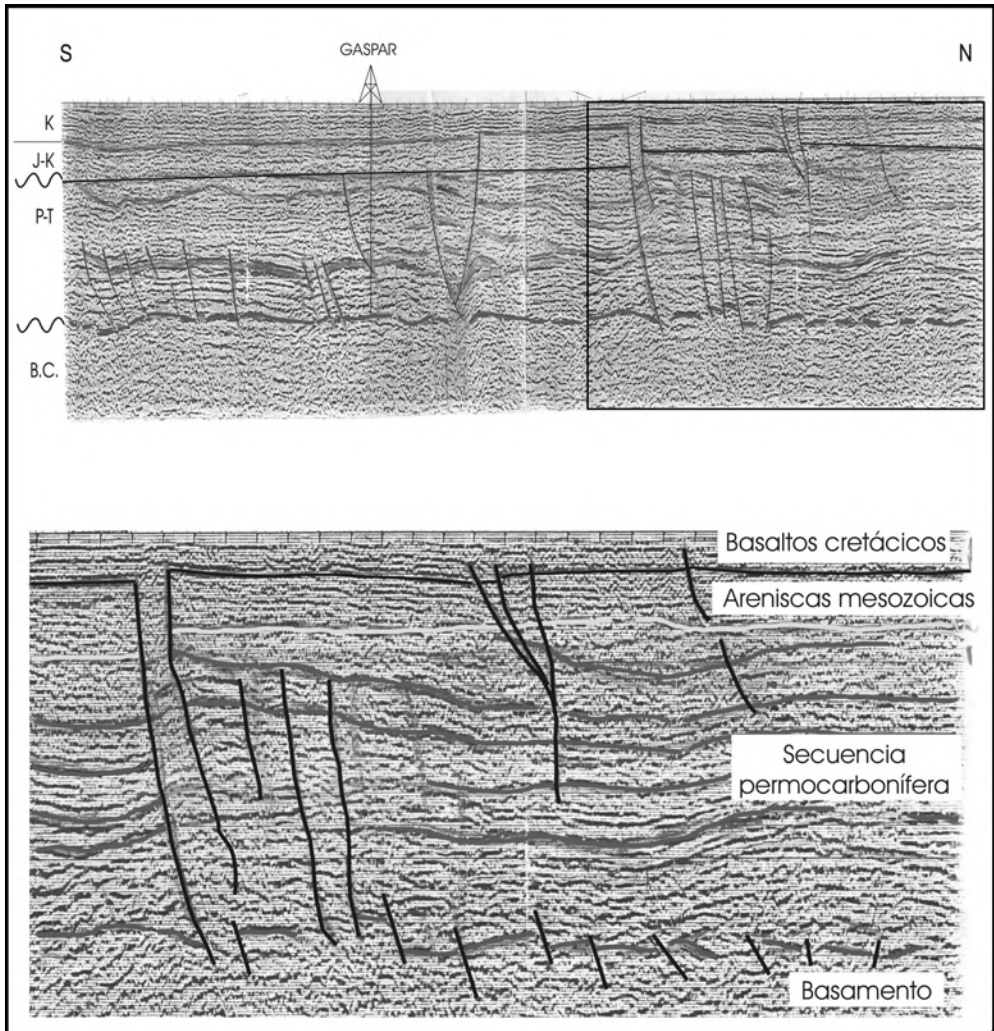 S
GASPAR
N
K
J-K
P-T
B.C.
Basaltos cretácicos
Areniscas mesozoicas
Secuencia
permocarbonífera
Basamento